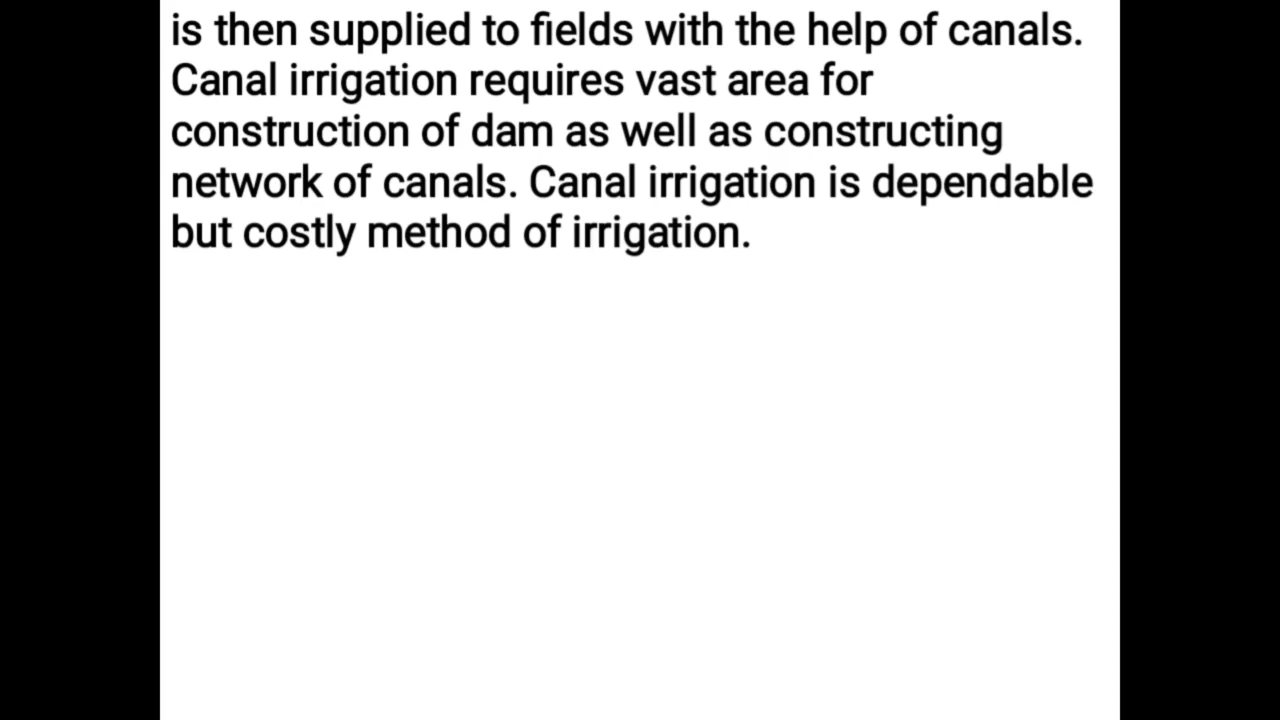 is then supplied to fields with the help of canals.
Canal irrigation requires vast area for
construction of dam as well as constructing
network of canals. Canal irrigation is dependable
but costly method of irrigation.